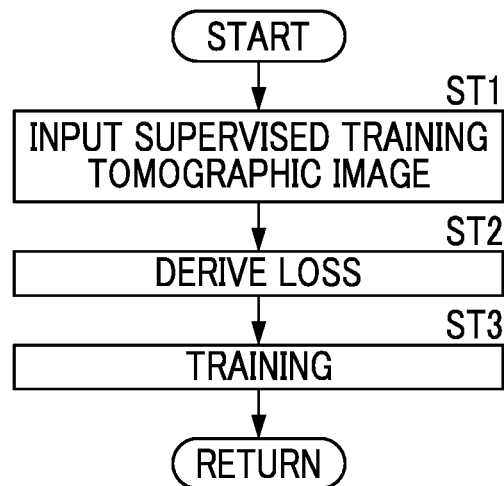 START
ST1
INPUT SUPERVISED TRAINING
TOMOGRAPHIC IMAGE
ST2
DERIVE LOSS
ST3
TRAINING
RETURN